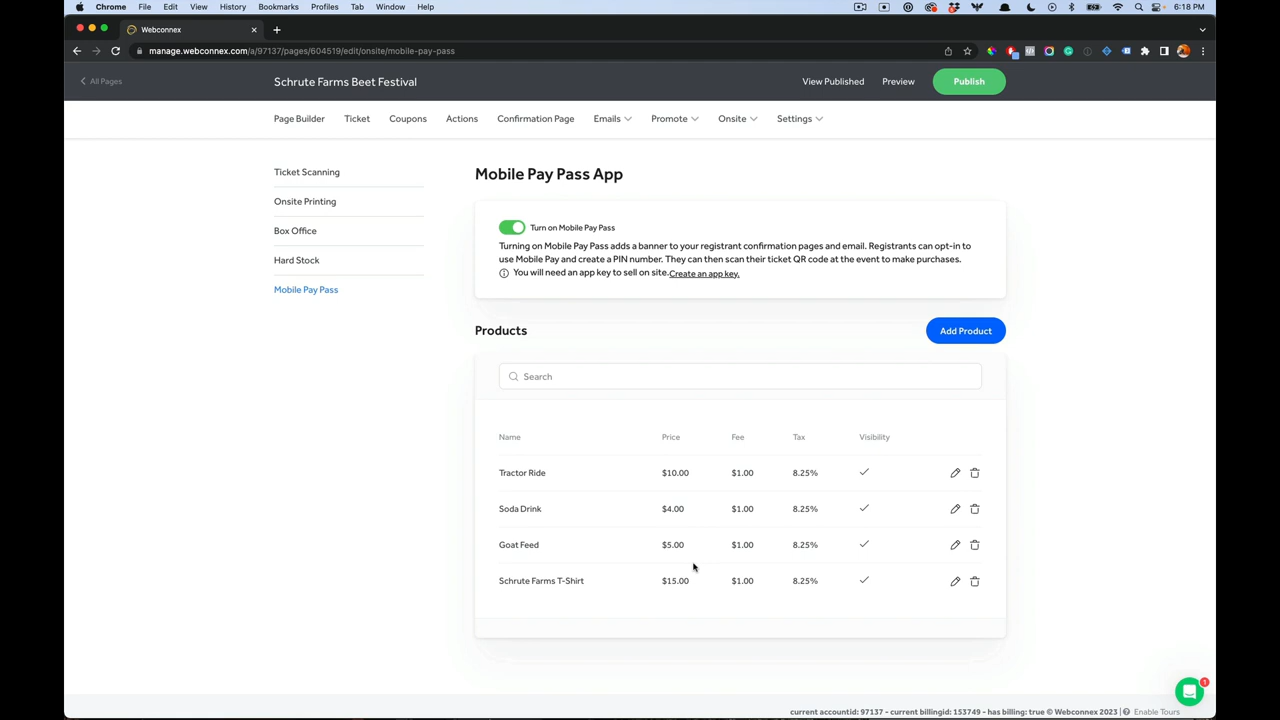 Chrome File Edit View History Bookmarks Profiles Tab Window Help 6:18 PM
Webconnex
manage.webconnex.com/a/97137/pages/604519/edit/onsite/mobile-pay-pass
All Pages Schrute Farms Beet Festival View Published Preview Publish
Page Builder Ticket Coupons Actions Confirmation Page Emails Promote Onsite Settings
Ticket Scanning
Onsite Printing
Box Office
Hard Stock
Mobile Pay Pass
Mobile Pay Pass App
Turn on Mobile Pay Pass
Turning on Mobile Pay Pass adds a banner to your registrant confirmation pages and email. Registrants can opt-in to
use Mobile Pay and create a PIN number. They can then scan their ticket QR code at the event to make purchases.
You will need an app key to sell on site.Create an app key.
Products Add Product
Search
Name Price Fee Tax Visibility
Tractor Ride $10.00 $1.00 8.25%
Soda Drink $4.00 $1.00 8.25%
Goat Feed $5.00 $1.00 8.25%
Schrute Farms T-Shirt $15.00 $1.00 8.25%
1
current accountid: 97137 - current billingid: 153749 - has billing: true © Webconnex 2023 | Enable Tours